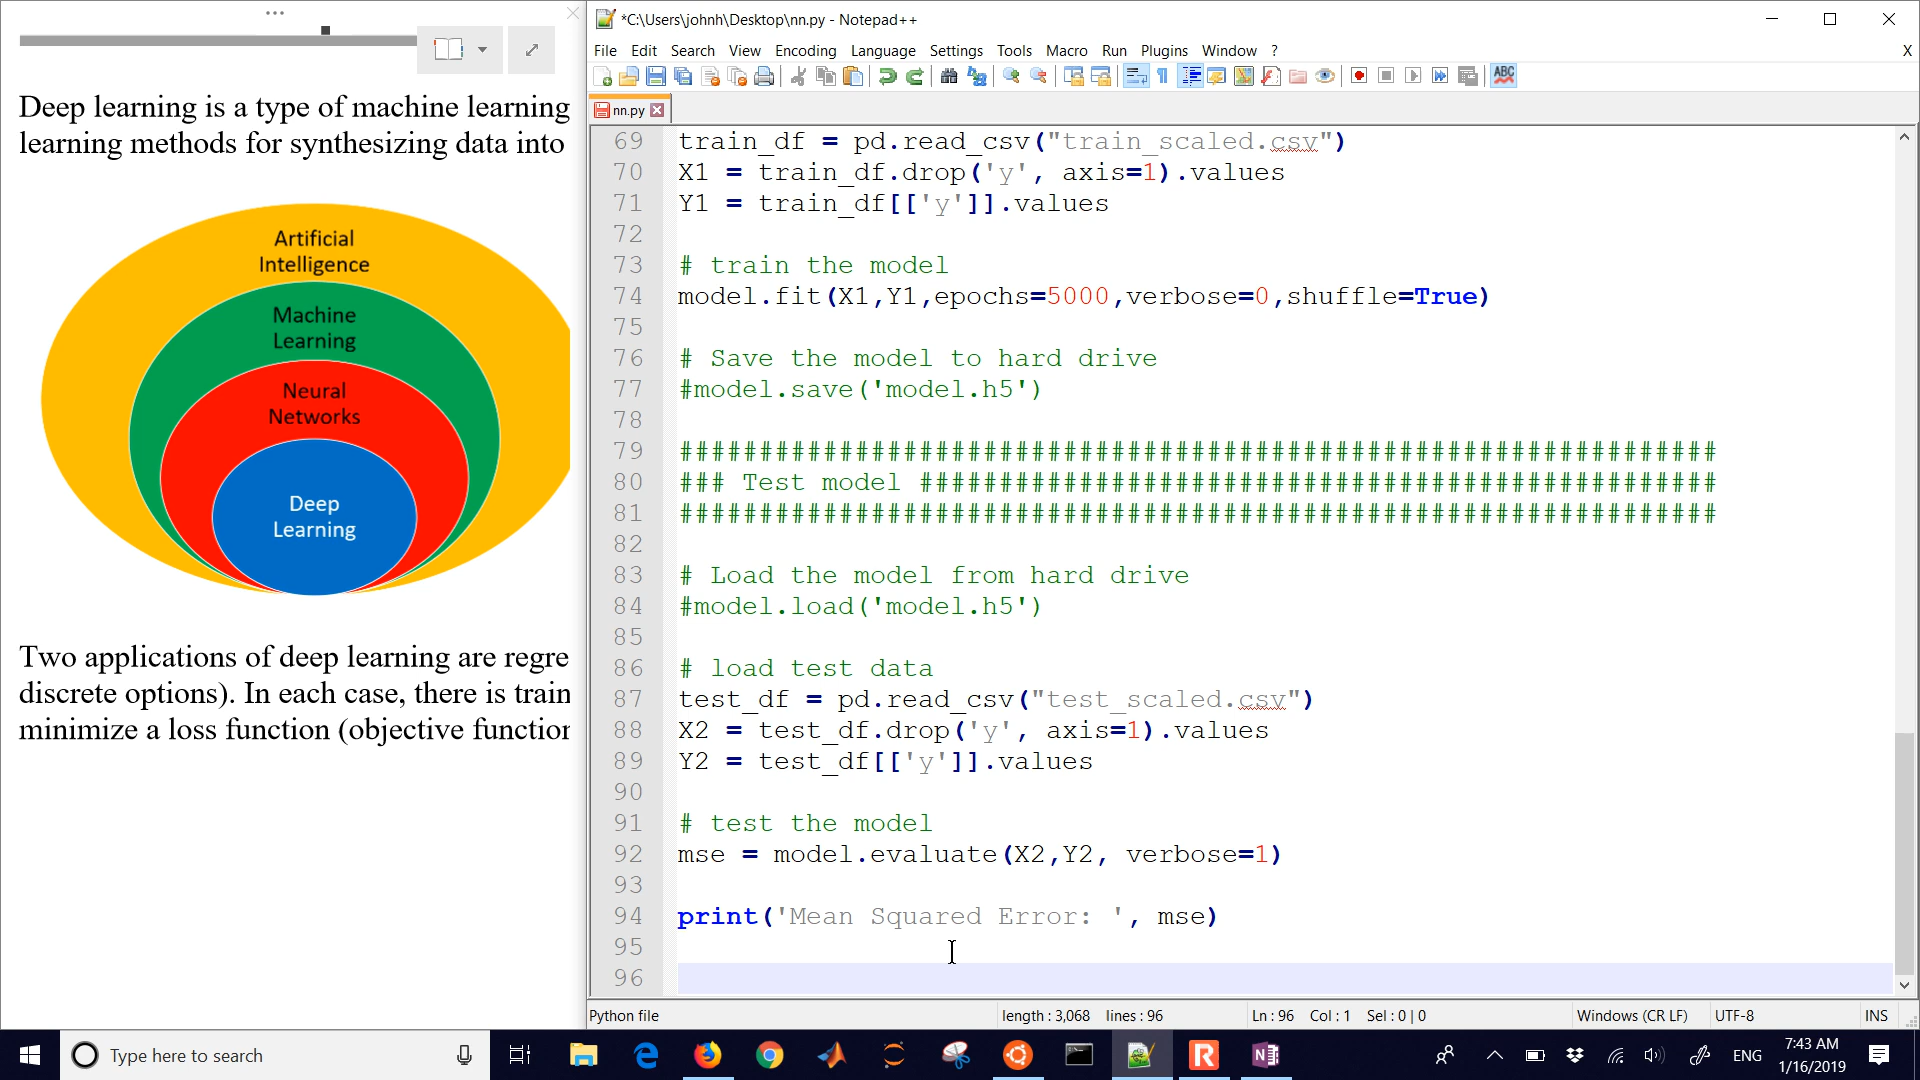 Deep learning is a type of machine learning
learning methods for synthesizing data into
Artificial
Intelligence
Machine
Learning
Neural
Networks
Deep
Learning
Two applications of deep learning are regre
discrete options). In each case, there is train
minimize a loss function (objective function
*C:\Users\johnh\Desktop\nn.py - Notepad++
File Edit Search View Encoding Language Settings Tools Macro Run Plugins Window ? X
ABC
nn.py
69 train_df = pd.read_csv("train_scaled.csv")
70 X1 = train_df.drop('y', axis=1).values
71 Y1 = train_df[['y']].values
72
73 # train the model
74 model.fit(X1,Y1,epochs=5000,verbose=0,shuffle=True)
75
76 # Save the model to hard drive
77 #model.save('model.h5')
78
79 #################################################################
80 ### Test model ##################################################
81 #################################################################
82
83 # Load the model from hard drive
84 #model.load('model.h5')
85
86 # load test data
87 test_df = pd.read_csv("test_scaled.csv")
88 X2 = test_df.drop('y', axis=1).values
89 Y2 = test_df[['y']].values
90
91 # test the model
92 mse = model.evaluate(X2,Y2, verbose=1)
93
94 print('Mean Squared Error: ', mse)
95
96
Python file length : 3,068 lines : 96 Ln : 96 Col : 1 Sel : 0 | 0 Windows (CR LF) UTF-8 INS
Type here to search
R
N
ENG
7:43 AM
1/16/2019